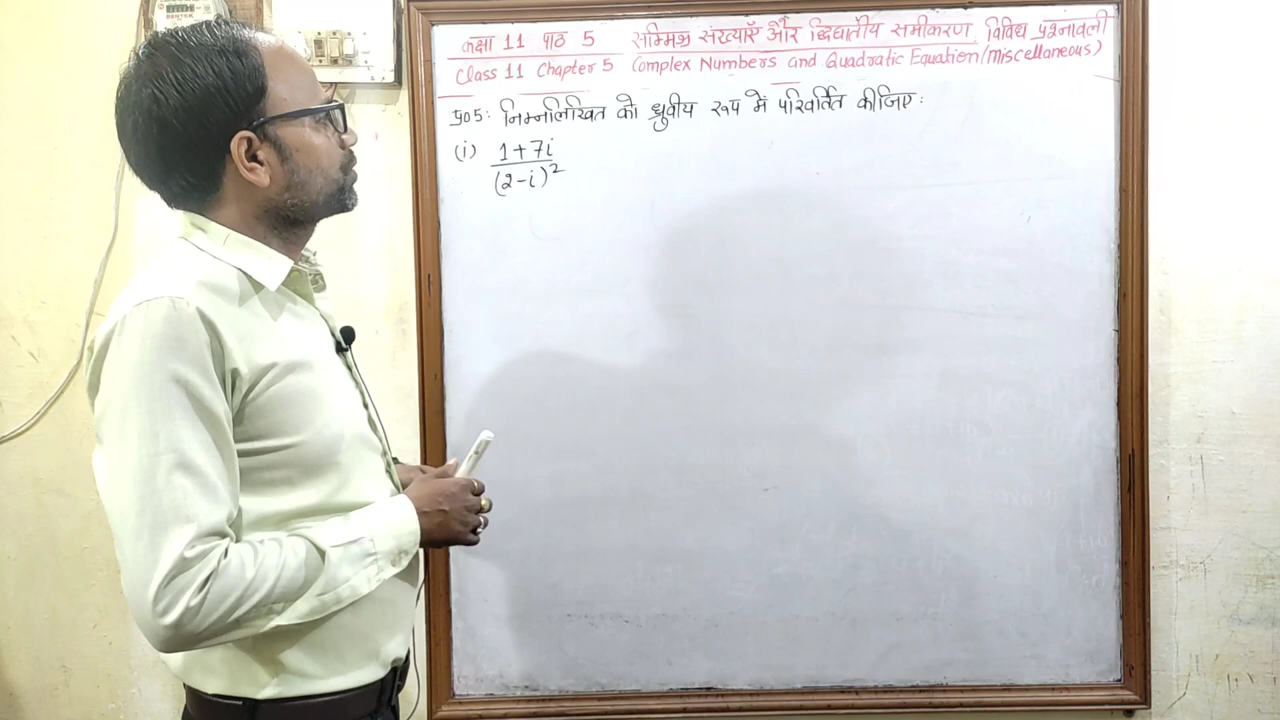 BENTEK
कक्षा 11 पाठ 5 सम्मिश्र संख्याएँ और द्विघातीय समीकरण विविध प्रश्नावली
Class 11 Chapter 5 Complex Numbers and Quadratic Equation/miscellaneous)
प्र05: निम्नलिखित को ध्रुवीय रूप में परिवर्तित कीजिए:
(i) 1+7i
(2-i)²